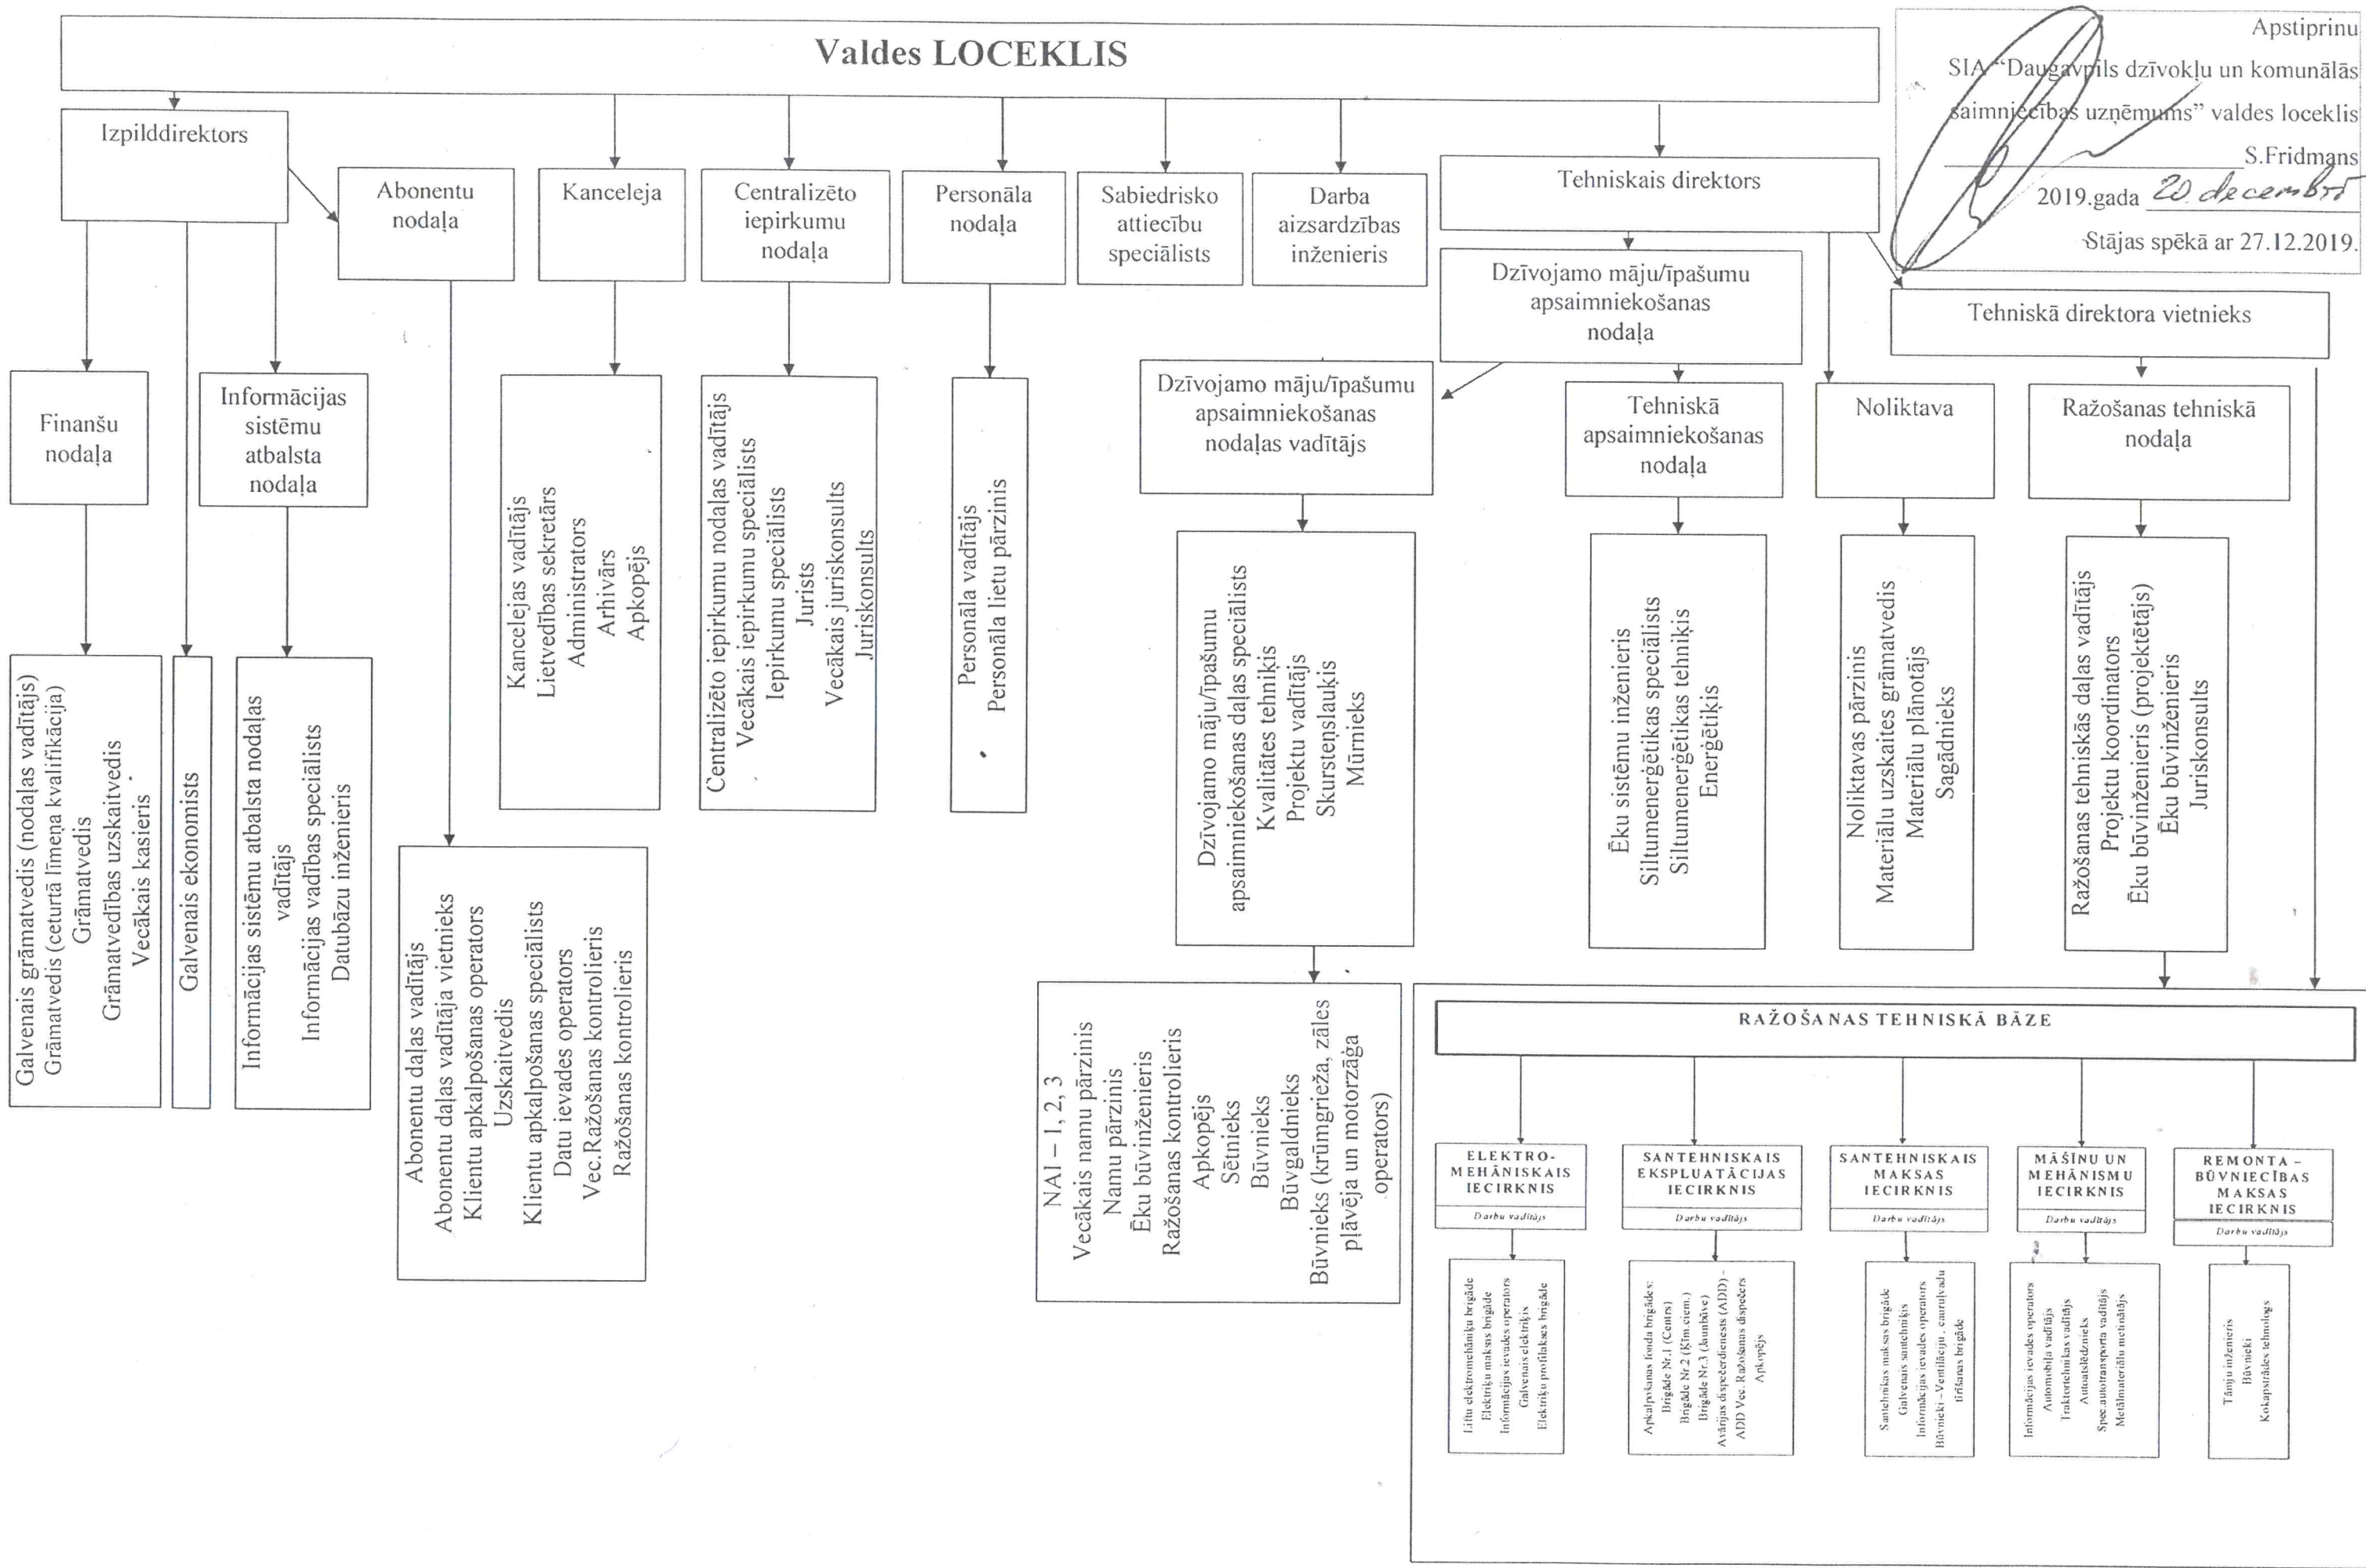 Valdes LOCEKLIS
Apstiprinu
SIA “Daugavpils dzīvokļu un komunālās
saimniecības uzņēmums” valdes loceklis
S.Fridmans
2019.gada 20. decembrī
Stājas spēkā ar 27.12.2019.
Izpilddirektors
Abonentu
nodaļa
Kanceleja
Centralizēto
iepirkumu
nodaļa
Personāla
nodaļa
Sabiedrisko
attiecību
speciālists
Darba
aizsardzības
inženieris
Tehniskais direktors
Dzīvojamo māju/īpašumu
apsaimniekošanas
nodaļa
Tehniskā direktora vietnieks
Finanšu
nodaļa
Informācijas
sistēmu
atbalsta
nodaļa
Dzīvojamo māju/īpašumu
apsaimniekošanas
nodaļas vadītājs
Tehniskā
apsaimniekošanas
nodaļa
Noliktava
Ražošanas tehniskā
nodaļa
Galvenais grāmatvedis (nodaļas vadītājs)
Grāmatvedis (ceturtā līmeņa kvalifikācija)
Grāmatvedis
Grāmatvedības uzskaitvedis
Vecākais kasieris
Galvenais ekonomists
Informācijas sistēmu atbalsta nodaļas
vadītājs
Informācijas vadības speciālists
Datubāzu inženieris
Abonentu daļas vadītājs
Abonentu daļas vadītāja vietnieks
Klientu apkalpošanas operators
Uzskaitvedis
Klientu apkalpošanas speciālists
Datu ievades operators
Vec.Ražošanas kontrolieris
Ražošanas kontrolieris
Kancelejas vadītājs
Lietvedības sekretārs
Administrators
Arhivārs
Apkopējs
Centralizēto iepirkumu nodaļas vadītājs
Vecākais iepirkumu speciālists
Iepirkumu speciālists
Jurists
Vecākais juriskonsults
Juriskonsults
Personāla vadītājs
Personāla lietu pārzinis
Dzīvojamo māju/īpašumu
apsaimniekošanas daļas speciālists
Kvalitātes tehniķis
Projektu vadītājs
Skursteņslauķis
Mūrnieks
Ēku sistēmu inženieris
Siltumenerģētikas speciālists
Siltumenerģētikas tehniķis
Enerģētiķis
Noliktavas pārzinis
Materiālu uzskaites grāmatvedis
Materiālu plānotājs
Sagādnieks
Ražošanas tehniskās daļas vadītājs
Projektu koordinators
Ēku būvinženieris (projektētājs)
Ēku būvinženieris
Juriskonsults
NAI – 1, 2, 3
Vecākais namu pārzinis
Namu pārzinis
Ēku būvinženieris
Ražošanas kontrolieris
Apkopējs
Sētnieks
Būvnieks
Būvgaldnieks
Būvnieks (krūmgrieža, zāles
pļāvēja un motorzāģa
operators)
RAŽOŠANAS TEHNISKĀ BĀZE
ELEKTRO-
MEHĀNISKAIS
IECIRKNIS
Darbu vadītājs
SANTEHNISKAIS
EKSPLUATĀCIJAS
IECIRKNIS
Darbu vadītājs
SANTEHNISKAIS
MAKSAS
IECIRKNIS
Darbu vadītājs
MĀŠĪNU UN
MEHĀNISMU
IECIRKNIS
Darbu vadītājs
REMONTA –
BŪVNIECĪBAS
MAKSAS
IECIRKNIS
Darbu vadītājs
Liftu elektromehāniķu brigāde
Elektriķu maksas brigāde
Informācijas ievades operators
Galvenais elektriķis
Elektriķu profilakses brigāde
Apkalpošanas fonda brigādes:
Brigāde Nr.1 (Centrs)
Brigāde Nr.2 (Ķīm.ciem.)
Brigāde Nr.3 (Jaunbūve)
Avārijas dispečerdienests (ADD) -
ADD Vec. Ražošanas dispečers
Apkopējs
Santehnikas maksas brigāde
Galvenais santehniķis
Informācijas ievades operators
Būvnieki – Ventilāciju , cauruļvadu
tīrīšanas brigāde
Informācijas ievades operators
Automobiļa vadītājs
Traktortehnikas vadītājs
Autoatslēdznieks
Spec.autotransporta vadītājs
Metālmateriālu metinātājs
Tāmju inženieris
Būvnieki
Kokapstrādes tehnologs